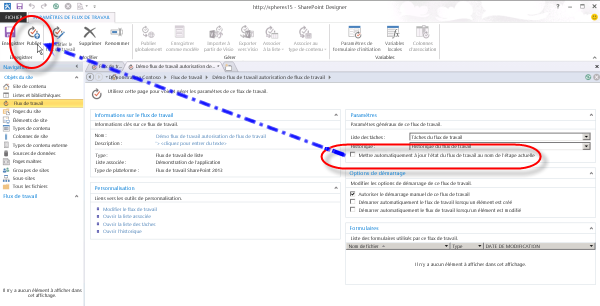 http://spherex15 - SharePoint Designer
FICHIER
PARAMÈTRES DE FLUX DE TRAVAIL
Enregistrer
Publier
Supprimer
Renommer
Publier globalement
Enregistrer comme modèle
Importer à partir de Visio
Exporter vers Visio
Associer à une liste
Associer au type de contenu
Paramètres de formulaire d'initiation
Variables locales
Colonnes d'association
Enregistrer
Modifier
Gérer
Variables
Navigation
Démo flux de travail autorisation de...
Objets du site
Site de contenu
Listes et bibliothèques
Flux de travail
Pages du site
Éléments de site
Types de contenu
Colonnes de site
Types de contenu externe
Sources de données
Pages maîtres
Groupes de sites
Sous-sites
Tous les fichiers
Flux de travail
Il n'y a aucun élément à afficher dans cet affichage.
Contoso
Flux de travail
Démo flux de travail autorisation de flux de travail
Utilisez cette page pour gérer les paramètres de ce flux de travail.
Informations sur le flux de travail
Informations clés sur ce flux de travail.
Nom :
Démo flux de travail autorisation de flux de travail
Description :
<cliquez pour entrer du texte>
Type :
Flux de travail de liste
Liste associée :
Démonstration de l'application
Type de plateforme :
Flux de travail SharePoint 2013
Personnalisation
Liens vers les outils de personnalisation.
Modifier le flux de travail
Ouvrir la liste associée
Ouvrir la liste des tâches
Ouvrir l'historique
Paramètres
Paramètres généraux de ce flux de travail.
Liste des tâches :
Tâches du flux de travail
Historique :
Historique du flux de travail
Mettre automatiquement à jour l'état du flux de travail au nom de l'étape actuelle
Options de démarrage
Modifier les options de démarrage de ce flux de travail.
Autoriser le démarrage manuel de ce flux de travail
Démarrer automatiquement le flux de travail lorsqu'un élément est créé
Démarrer automatiquement le flux de travail lorsqu'un élément est modifié
Formulaires
Liste des formulaires utilisés par ce flux de travail.
Nom de fichier
Type
DATE DE MODIFICATION
Il n'y a aucun élément à afficher dans cet affichage.